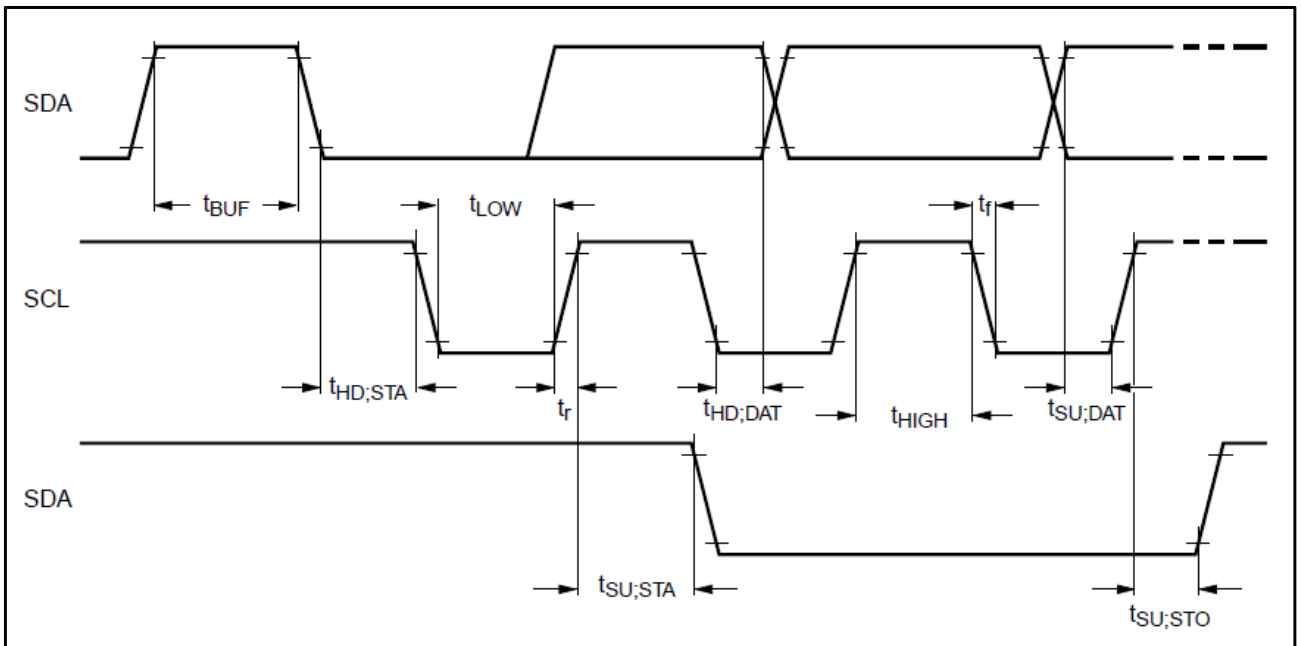 SDA
tBUF
tLOW
tf
SCL
tHD;STA
tr
tHD;DAT
tHIGH
tSU;DAT
SDA
tSU;STA
tSU;STO